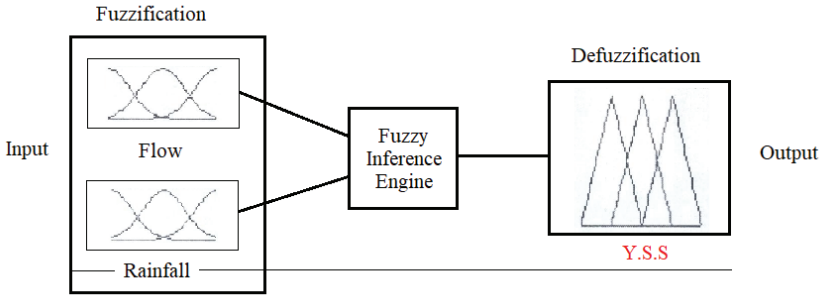 Fuzzification
Defuzzification
Input
Flow
Fuzzy
Inference
Engine
Output
Y.S.S
Rainfall